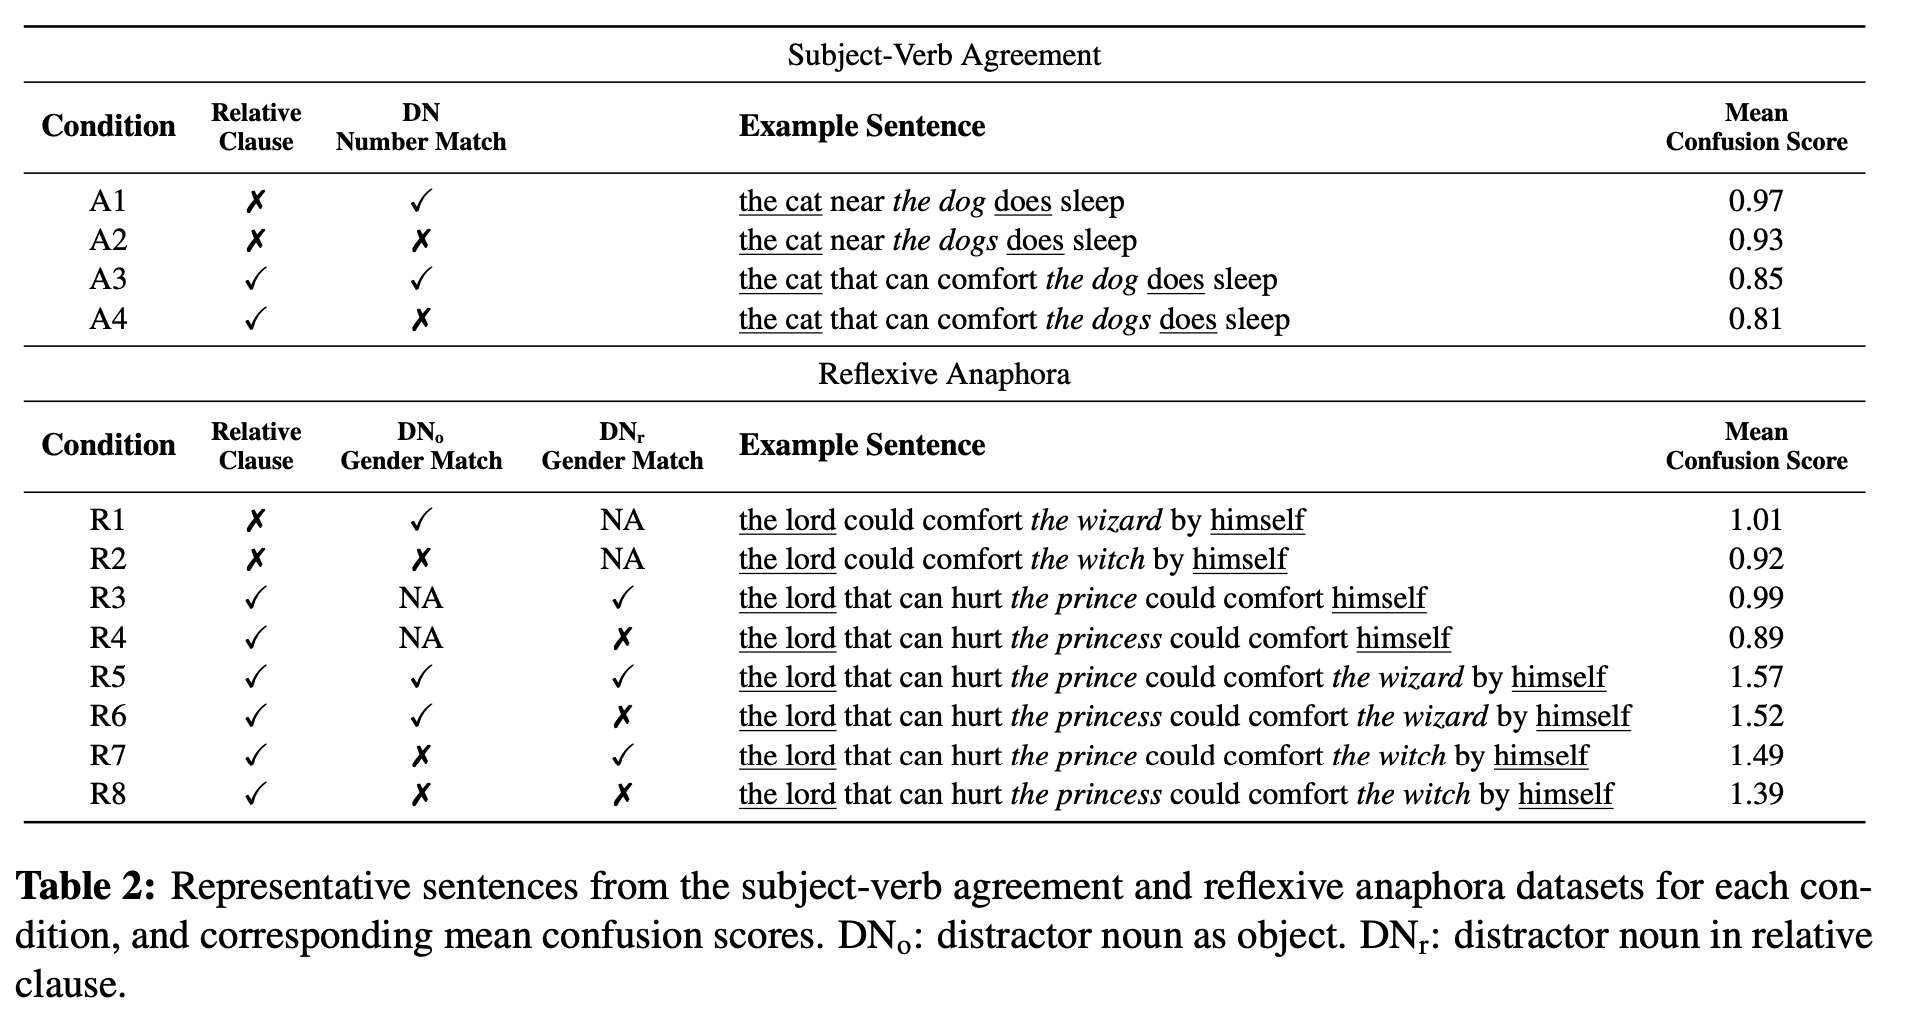 Subject-Verb Agreement
Condition Relative Clause DN Number Match Example Sentence Mean Confusion Score
A1 ✗ ✓ the cat near the dog does sleep 0.97
A2 ✗ ✗ the cat near the dogs does sleep 0.93
A3 ✓ ✓ the cat that can comfort the dog does sleep 0.85
A4 ✓ ✗ the cat that can comfort the dogs does sleep 0.81
Reflexive Anaphora
Condition Relative Clause DNo Gender Match DNr Gender Match Example Sentence Mean Confusion Score
R1 ✗ ✓ NA the lord could comfort the wizard by himself 1.01
R2 ✗ ✗ NA the lord could comfort the witch by himself 0.92
R3 ✓ NA ✓ the lord that can hurt the prince could comfort himself 0.99
R4 ✓ NA ✗ the lord that can hurt the princess could comfort himself 0.89
R5 ✓ ✓ ✓ the lord that can hurt the prince could comfort the wizard by himself 1.57
R6 ✓ ✓ ✗ the lord that can hurt the princess could comfort the wizard by himself 1.52
R7 ✓ ✗ ✓ the lord that can hurt the prince could comfort the witch by himself 1.49
R8 ✓ ✗ ✗ the lord that can hurt the princess could comfort the witch by himself 1.39
Table 2: Representative sentences from the subject-verb agreement and reflexive anaphora datasets for each con-
dition, and corresponding mean confusion scores. DNo: distractor noun as object. DNr: distractor noun in relative
clause.